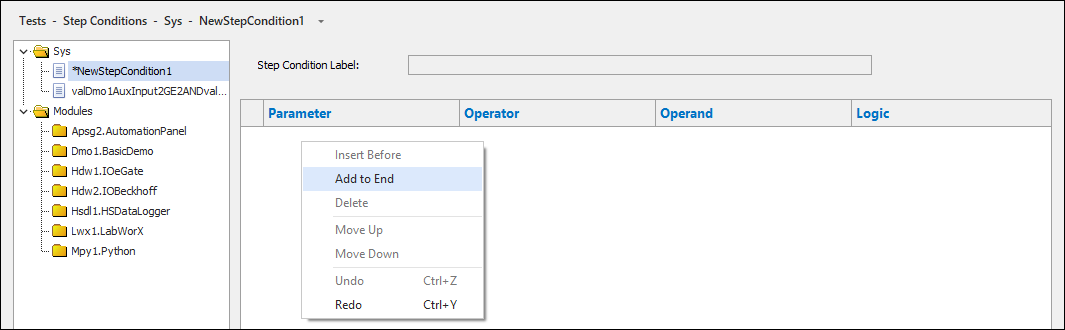 Tests - Step Conditions - Sys - NewStepCondition1
Sys
*NewStepCondition1
valDmo1AuxInput2GE2ANDval...
Modules
Apsg2.AutomationPanel
Dmo1.BasicDemo
Hdw1.IOeGate
Hdw2.IOBeckhoff
Hsdl1.HSDataLogger
Lwx1.LabWorX
Mpy1.Python
Step Condition Label:
Parameter Operator Operand Logic
Insert Before
Add to End
Delete
Move Up
Move Down
Undo Ctrl+Z
Redo Ctrl+Y